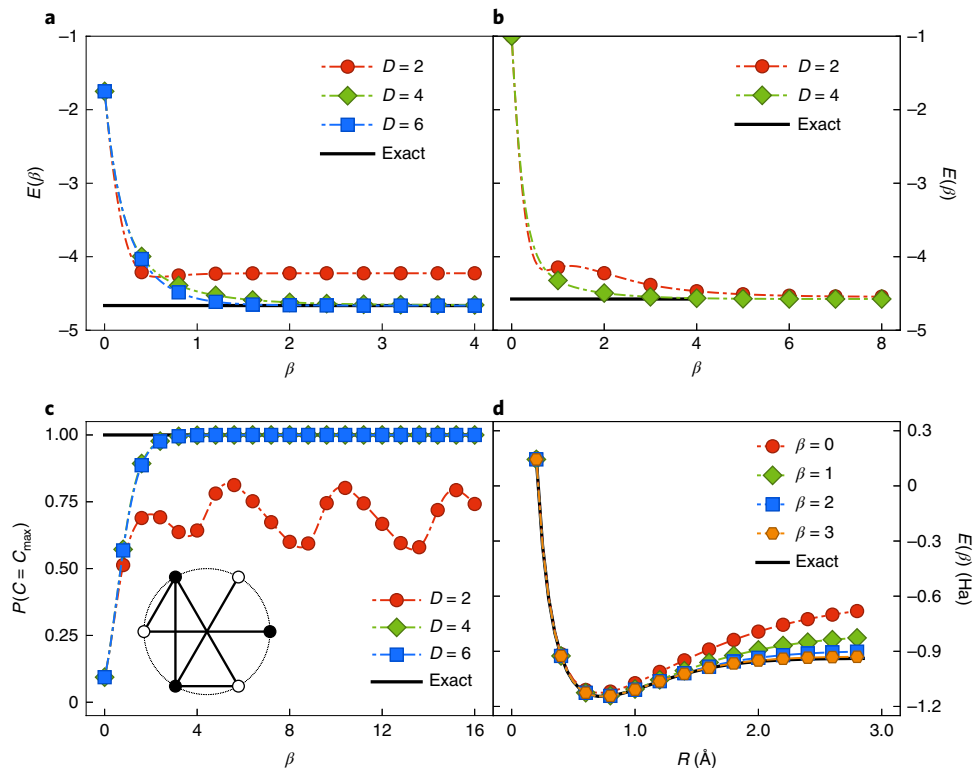 a
−1
−2
−3
−4
−5
E(β)
0
1
2
3
4
β
D = 2
D = 4
D = 6
Exact
b
−1
−2
−3
−4
−5
E(β)
0
2
4
6
8
β
D = 2
D = 4
Exact
c
1.00
0.75
0.50
0.25
0
P(C = Cmax)
0
4
8
12
16
β
D = 2
D = 4
D = 6
Exact
d
0.3
0
−0.3
−0.6
−0.9
−1.2
E(β) (Ha)
0
1.0
2.0
3.0
R (Å)
β = 0
β = 1
β = 2
β = 3
Exact